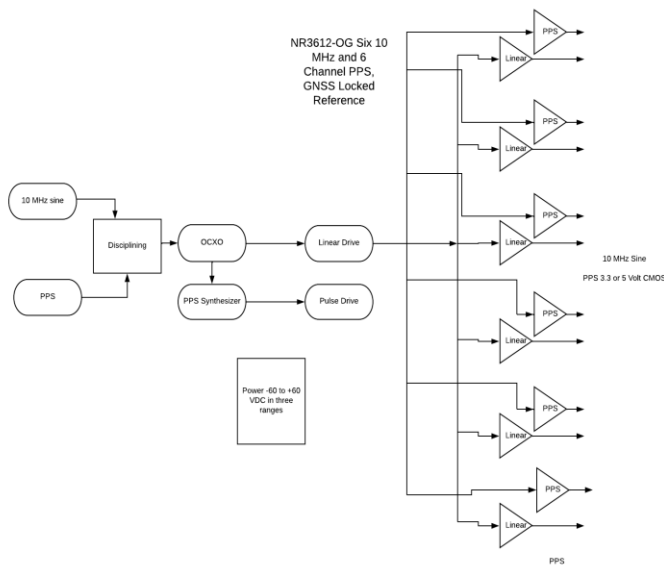 NR3612-OG Six 10
MHz and 6
Channel PPS,
GNSS Locked
Reference
PPS
Linear
PPS
Linear
10 MHz sine
Disciplining
OCXO
Linear Drive
PPS
Linear
10 MHz Sine
PPS 3.3 or 5 Volt CMOS
PPS
PPS Synthesizer
Pulse Drive
PPS
Linear
Power -60 to +60
VDC in three
ranges
PPS
Linear
PPS
Linear
PPS